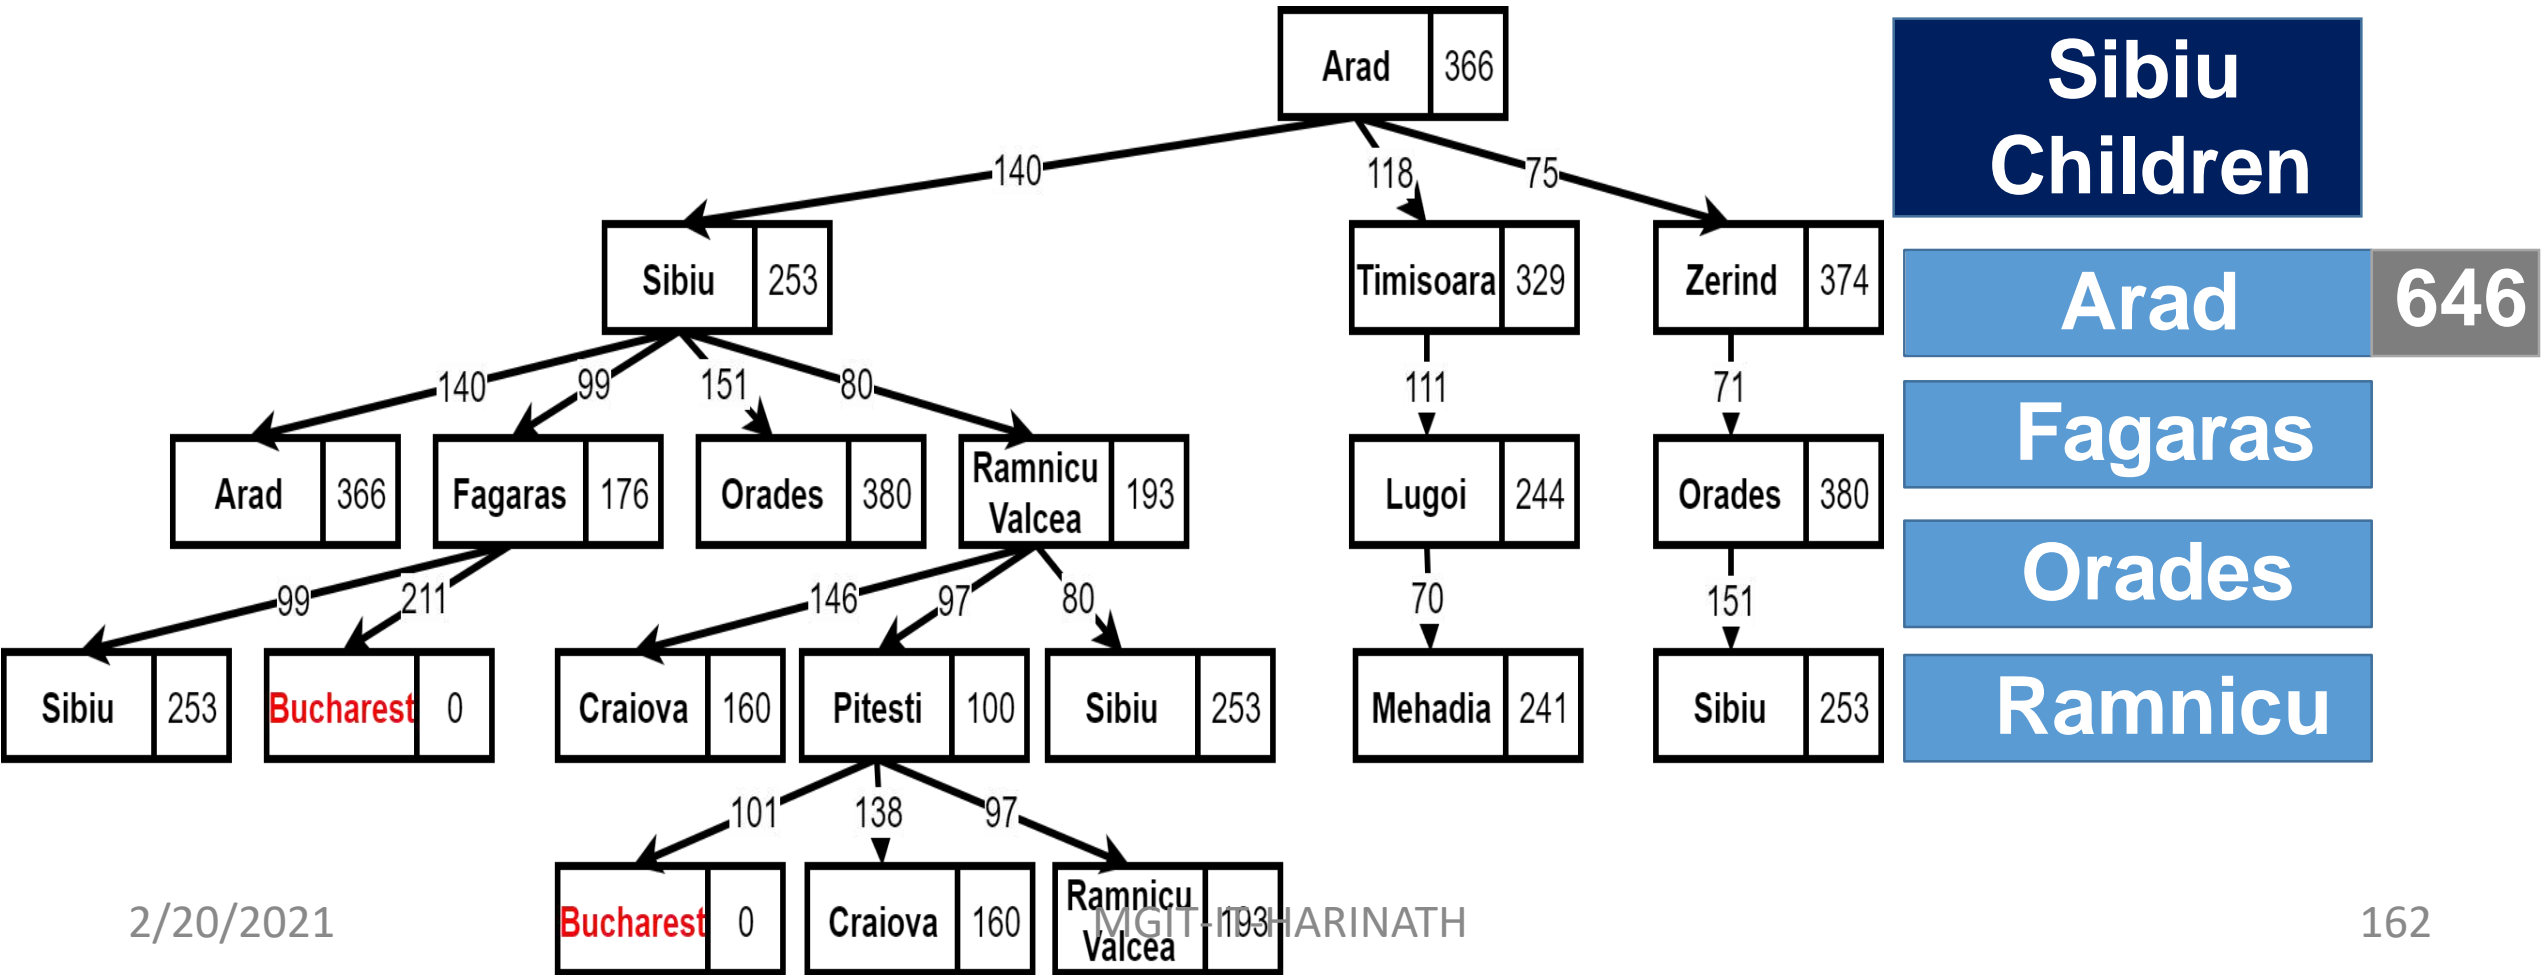 Arad 366
Sibiu
Children
140 118 75
Sibiu 253
Timisoara 329
Zerind 374
Arad 646
140 99 151 80 111 71
Fagaras
Arad 366
Fagaras 176
Orades 380
Ramnicu
Valcea 193
Lugoi 244
Orades 380
Orades
99 211 146 97 80 70 151
Sibiu 253
Bucharest 0
Craiova 160
Pitesti 100
Sibiu 253
Mehadia 241
Sibiu 253
Ramnicu
101 138 97
Bucharest 0
Craiova 160
Ramnicu
Valcea 193
2/20/2021
MGIT-IT-HARINATH
162